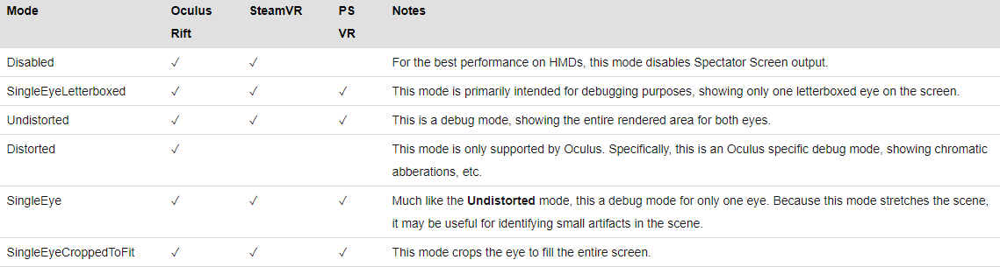 Mode Oculus Rift SteamVR PS VR Notes
Disabled ✓ ✓ For the best performance on HMDs, this mode disables Spectator Screen output.
SingleEyeLetterboxed ✓ ✓ ✓ This mode is primarily intended for debugging purposes, showing only one letterboxed eye on the screen.
Undistorted ✓ ✓ ✓ This is a debug mode, showing the entire rendered area for both eyes.
Distorted ✓ This mode is only supported by Oculus. Specifically, this is an Oculus specific debug mode, showing chromatic
abberations, etc.
SingleEye ✓ ✓ ✓ Much like the Undistorted mode, this a debug mode for only one eye. Because this mode stretches the scene,
it may be useful for identifying small artifacts in the scene.
SingleEyeCroppedToFit ✓ ✓ ✓ This mode crops the eye to fill the entire screen.